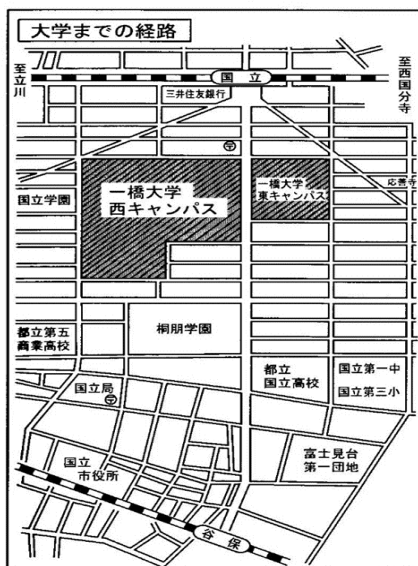 大学までの経路
至立川
国立
至西国分寺
三井住友銀行
〒
国立学園
一橋大学
西キャンパス
一橋大学
東キャンパス
応善寺
都立第五
商業高校
桐朋学園
都立
国立高校
国立第一中
国立第三小
国立局
〒
国立
市役所
富士見台
第一団地
谷保